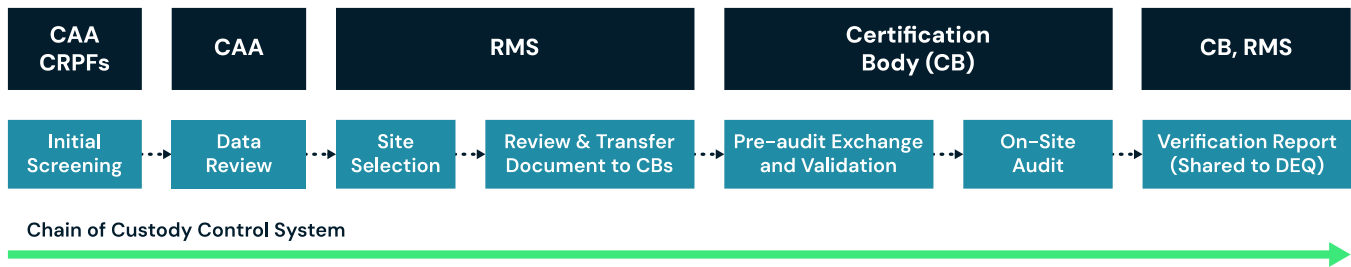 CAA
CRPFs
CAA
RMS
Certification
Body (CB)
CB, RMS
Initial
Screening
Data
Review
Site
Selection
Review & Transfer
Document to CBs
Pre-audit Exchange
and Validation
On-Site
Audit
Verification Report
(Shared to DEQ)
Chain of Custody Control System